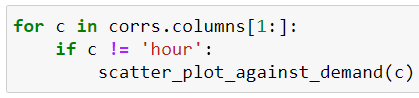 for c in corrs.columns[1:]:
    if c != 'hour':
        scatter_plot_against_demand(c)